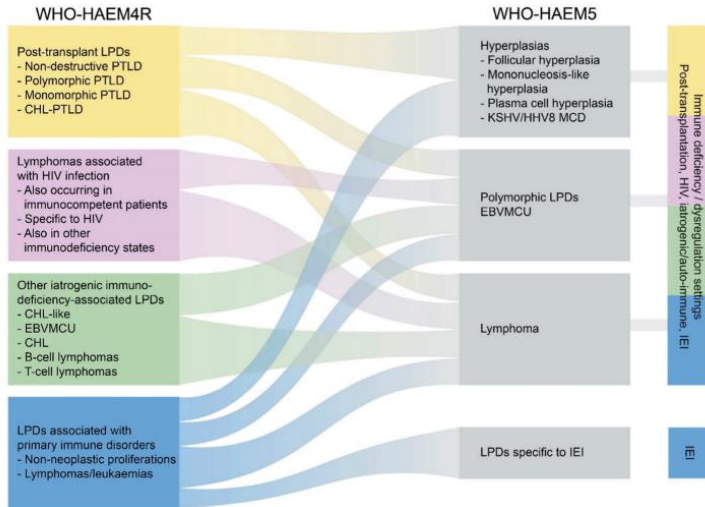 WHO-HAEM4R
WHO-HAEM5
Post-transplant LPDs
- Non-destructive PTLD
- Polymorphic PTLD
- Monomorphic PTLD
- CHL-PTLD
Lymphomas associated
with HIV infection
- Also occurring in
immunocompetent patients
- Specific to HIV
- Also in other
immunodeficiency states
Other iatrogenic immuno-
deficiency-associated LPDs
- CHL-like
- EBVMCU
- CHL
- B-cell lymphomas
- T-cell lymphomas
LPDs associated with
primary immune disorders
- Non-neoplastic proliferations
- Lymphomas/leukaemias
Hyperplasias
- Follicular hyperplasia
- Mononucleosis-like
hyperplasia
- Plasma cell hyperplasia
- KSHV/HHV8 MCD
Polymorphic LPDs
EBVMCU
Lymphoma
LPDs specific to IEI
Immune deficiency / dysregulation settings
Post-transplantation, HIV, iatrogenic/auto-immune, IEI
IEI